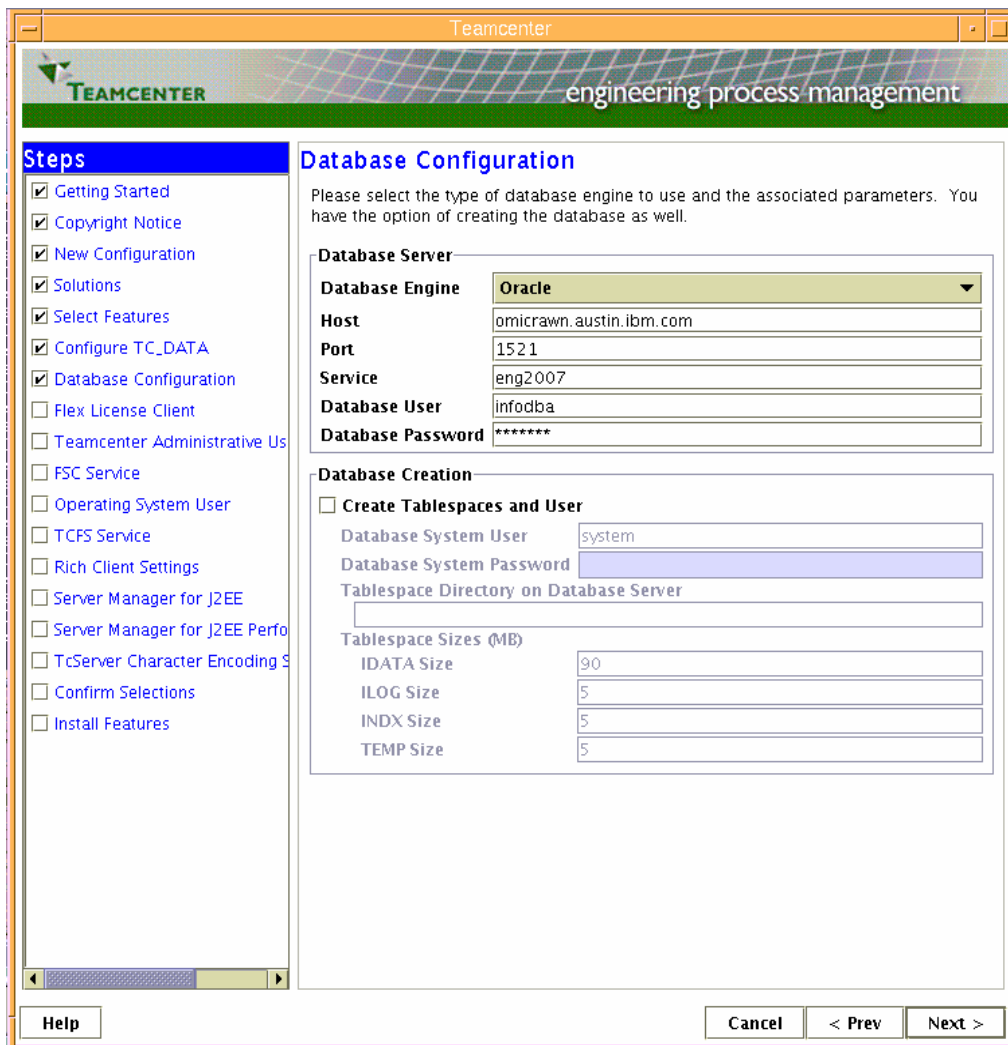 Teamcenter
TEAMCENTER
engineering process management
Steps
Getting Started
Copyright Notice
New Configuration
Solutions
Select Features
Configure TC_DATA
Database Configuration
Flex License Client
Teamcenter Administrative Us
FSC Service
Operating System User
TCFS Service
Rich Client Settings
Server Manager for J2EE
Server Manager for J2EE Perfo
TcServer Character Encoding S
Confirm Selections
Install Features
Database Configuration
Please select the type of database engine to use and the associated parameters. You
have the option of creating the database as well.
Database Server
Database Engine Oracle
Host omicrawn.austin.ibm.com
Port 1521
Service eng2007
Database User infodba
Database Password *******
Database Creation
Create Tablespaces and User
Database System User system
Database System Password
Tablespace Directory on Database Server
Tablespace Sizes (MB)
IDATA Size 90
ILOG Size 5
INDX Size 5
TEMP Size 5
Help
Cancel
< Prev
Next >